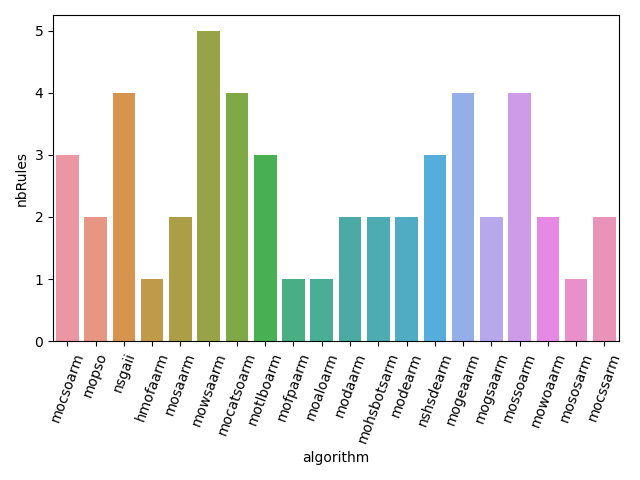 nbRules
5
4
3
2
1
0
mocsoarm
mopso
nsgaii
hmofaarm
mosaarm
mowsaarm
mocatsoarm
motlboarm
mofpaarm
moaloarm
modaarm
mohsbotsarm
modearm
nshsdearm
mogeaarm
mogsaarm
mossoarm
mowoaarm
mososarm
mocssarm
algorithm